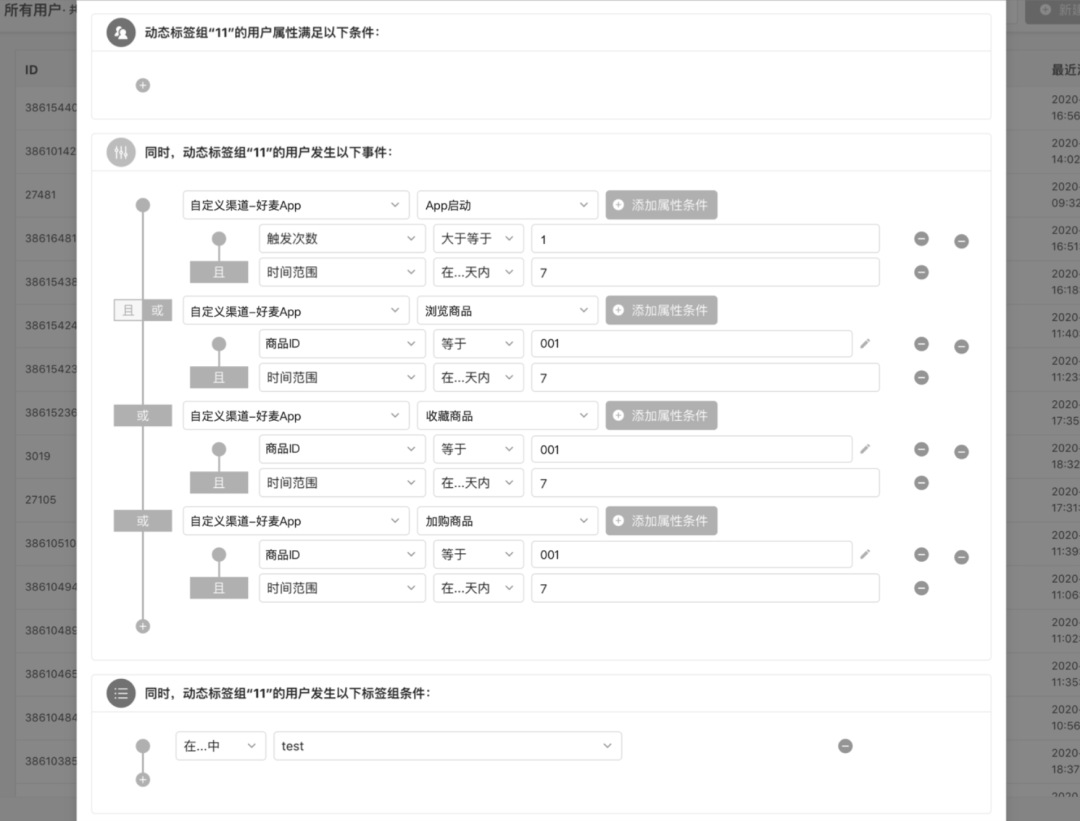 所有用户·
新建
ID
最近
动态标签组“11”的用户属性满足以下条件：
同时，动态标签组“11”的用户发生以下事件：
自定义渠道-好麦App App启动 添加属性条件
触发次数 大于等于 1
且 时间范围 在...天内 7
且 或 自定义渠道-好麦App 浏览商品 添加属性条件
商品ID 等于 001
且 时间范围 在...天内 7
或 自定义渠道-好麦App 收藏商品 添加属性条件
商品ID 等于 001
且 时间范围 在...天内 7
或 自定义渠道-好麦App 加购商品 添加属性条件
商品ID 等于 001
且 时间范围 在...天内 7
同时，动态标签组“11”的用户发生以下标签组条件：
在...中 test
38615440
38610142
27481
38616481
38615438
38615424
38615423
38615236
3019
27105
38610510
38610494
38610489
38610465
38610484
38610385
2020-
16:56
2020-
14:02
2020-
09:32
2020-
16:51
2020-
16:18
2020-
11:40
2020-
11:23
2020-
17:35
2020-
18:32
2020-
17:31
2020-
11:39
2020-
11:06
2020-
11:02
2020-
11:35
2020-
10:56
2020-
18:37